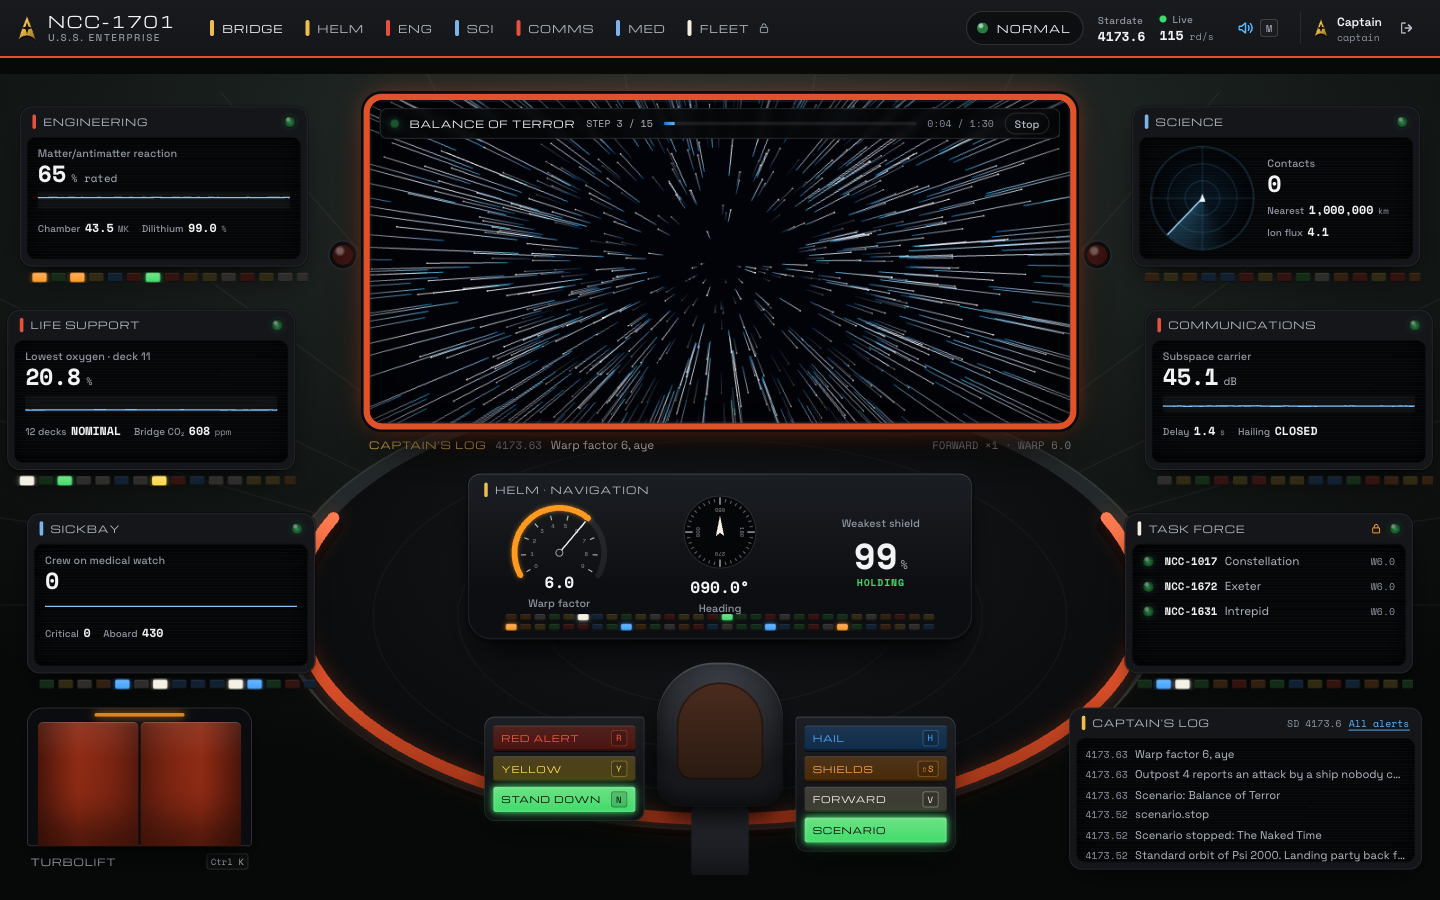 NCC-1701
U.S.S. ENTERPRISE
BRIDGE
HELM
ENG
SCI
COMMS
MED
FLEET
NORMAL
Stardate
4173.6
Live
115 rd/s
M
Captain
captain
ENGINEERING
Matter/antimatter reaction
65 % rated
Chamber 43.5 MK Dilithium 99.0 %
BALANCE OF TERROR STEP 3 / 15 0:04 / 1:30 Stop
SCIENCE
Contacts
0
Nearest 1,000,000 km
Ion flux 4.1
LIFE SUPPORT
Lowest oxygen · deck 11
20.8 %
12 decks NOMINAL Bridge CO₂ 608 ppm
COMMUNICATIONS
Subspace carrier
45.1 dB
Delay 1.4 s Hailing CLOSED
CAPTAIN'S LOG 4173.63 Warp factor 6, aye
FORWARD ×1 · WARP 6.0
HELM · NAVIGATION
0 1 2 3 4 5 7 8 9
6.0
Warp factor
090.0°
Heading
Weakest shield
99 %
HOLDING
SICKBAY
Crew on medical watch
0
Critical 0 Aboard 430
TASK FORCE
NCC-1017 Constellation W6.0
NCC-1672 Exeter W6.0
NCC-1631 Intrepid W6.0
TURBOLIFT Ctrl K
RED ALERT R
YELLOW Y
STAND DOWN N
HAIL H
SHIELDS ⇧S
FORWARD V
SCENARIO
CAPTAIN'S LOG SD 4173.6 All alerts
4173.63 Warp factor 6, aye
4173.63 Outpost 4 reports an attack by a ship nobody c…
4173.63 Scenario: Balance of Terror
4173.52 scenario.stop
4173.52 Scenario stopped: The Naked Time
4173.52 Standard orbit of Psi 2000. Landing party back f…